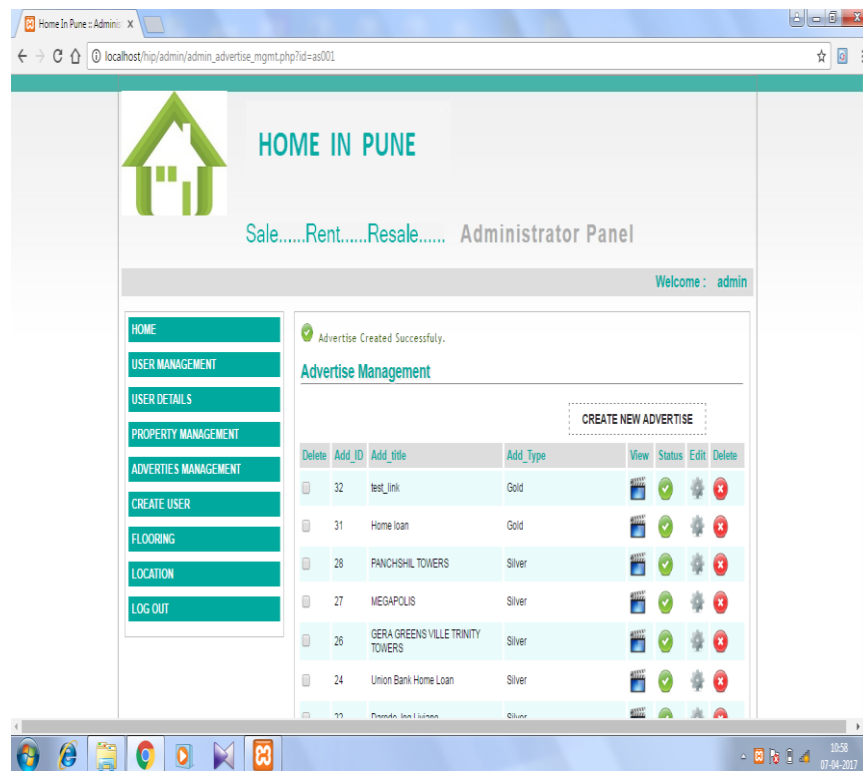 Home In Pune :: Adminis
localhost/hip/admin/admin_advertise_mgmt.php?id=as001
HOME IN PUNE
Sale......Rent......Resale...... Administrator Panel
Welcome : admin
HOME
USER MANAGEMENT
USER DETAILS
PROPERTY MANAGEMENT
ADVERTIES MANAGEMENT
CREATE USER
FLOORING
LOCATION
LOG OUT
Advertise Created Successfuly.
Advertise Management
CREATE NEW ADVERTISE
Delete Add_ID Add_title Add_Type View Status Edit Delete
32 test_link Gold
31 Home loan Gold
28 PANCHSHIL TOWERS Silver
27 MEGAPOLIS Silver
26 GERA GREENS VILLE TRINITY TOWERS Silver
24 Union Bank Home Loan Silver
10:58
07-04-2017